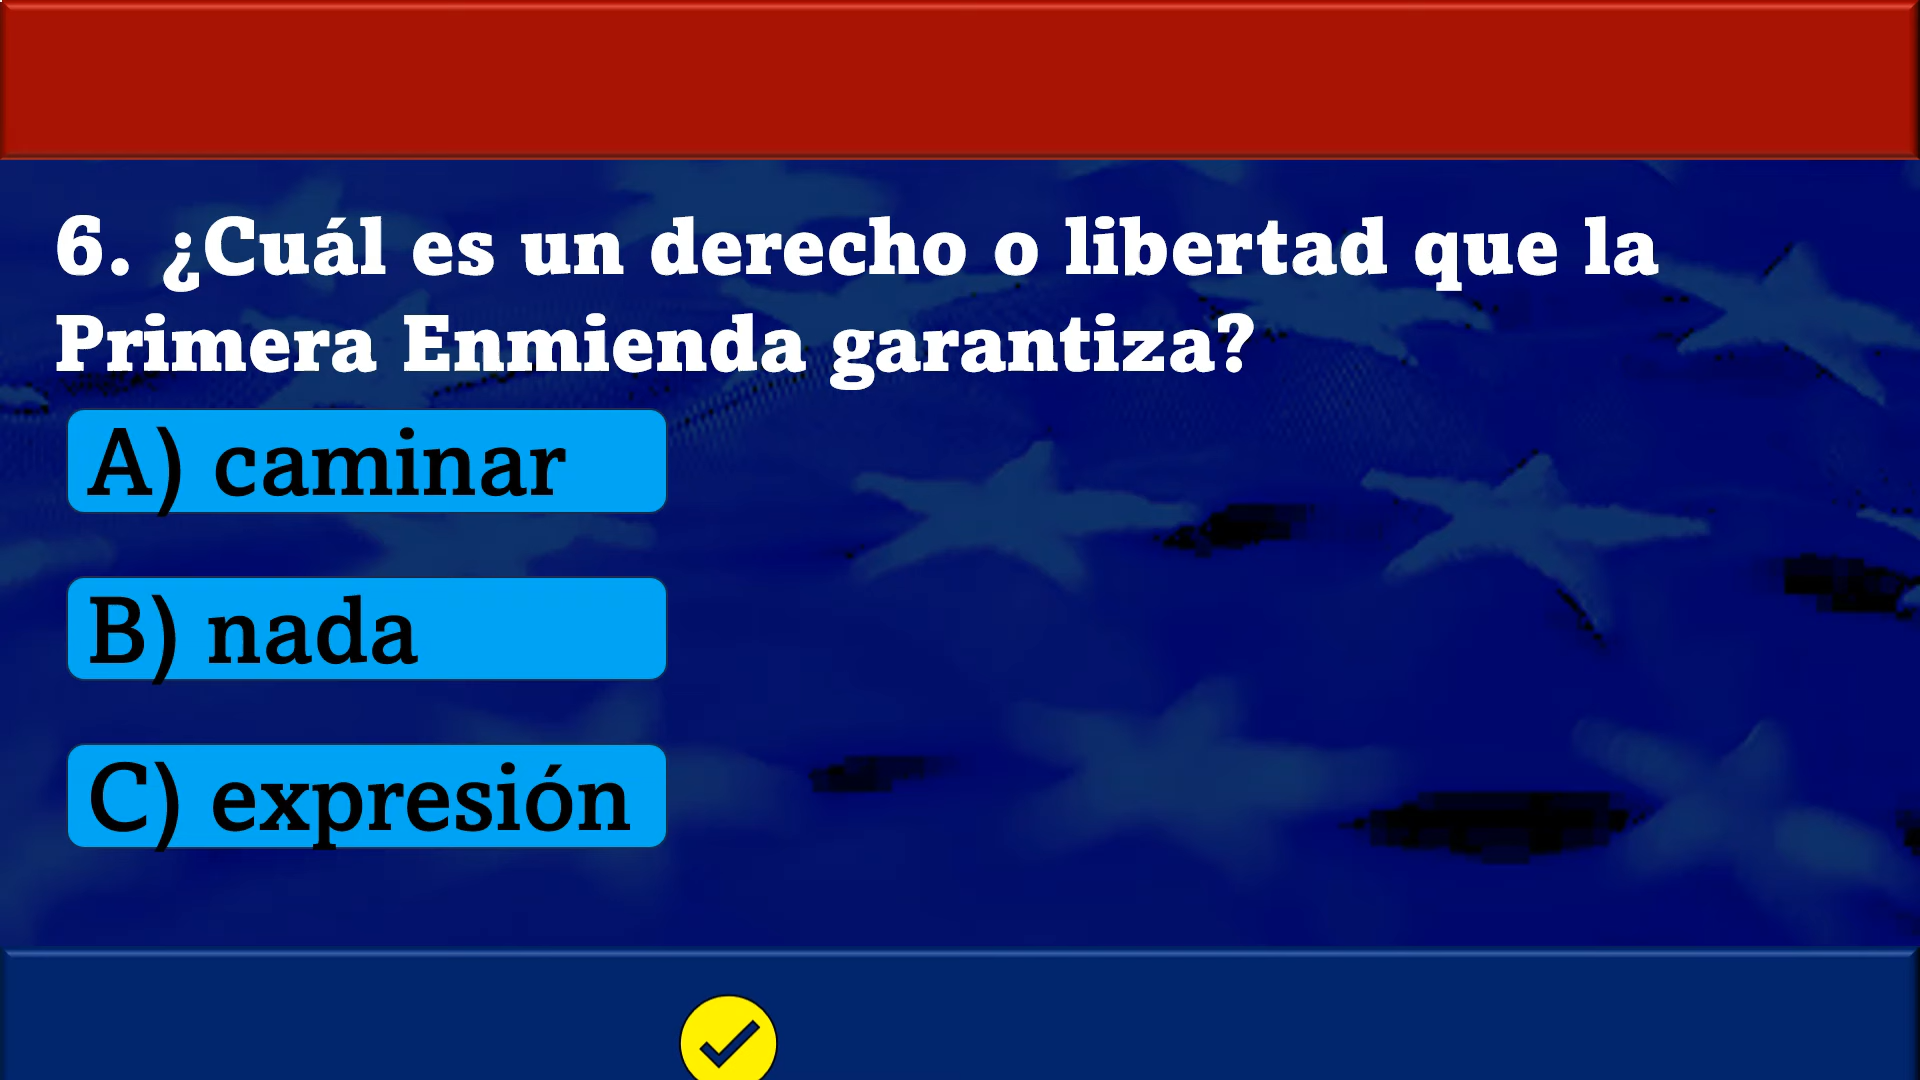 6. ¿Cuál es un derecho o libertad que la
Primera Enmienda garantiza?
A) caminar
B) nada
C) expresión